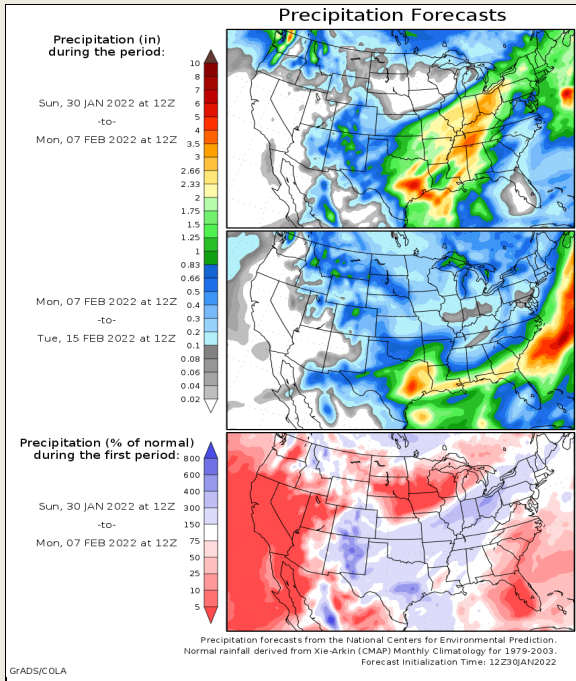 Precipitation Forecasts
Precipitation (in)
during the period:
Sun, 30 JAN 2022 at 12Z
-to-
Mon, 07 FEB 2022 at 12Z
10
8
7
6
5
4
3.5
3
2.66
2.33
2
1.75
1.5
1.25
1
0.83
0.66
0.5
0.4
0.3
0.2
0.1
0.08
0.06
0.04
0.02
Mon, 07 FEB 2022 at 12Z
-to-
Tue, 15 FEB 2022 at 12Z
Precipitation (% of normal)
during the first period:
Sun, 30 JAN 2022 at 12Z
-to-
Mon, 07 FEB 2022 at 12Z
800
600
400
300
150
75
50
25
10
5
Precipitation forecasts from the National Centers for Environmental Prediction.
Normal rainfall derived from Xie-Arkin (CMAP) Monthly Climatology for 1979-2003.
Forecast Initialization Time: 12Z30JAN2022
GrADS/COLA